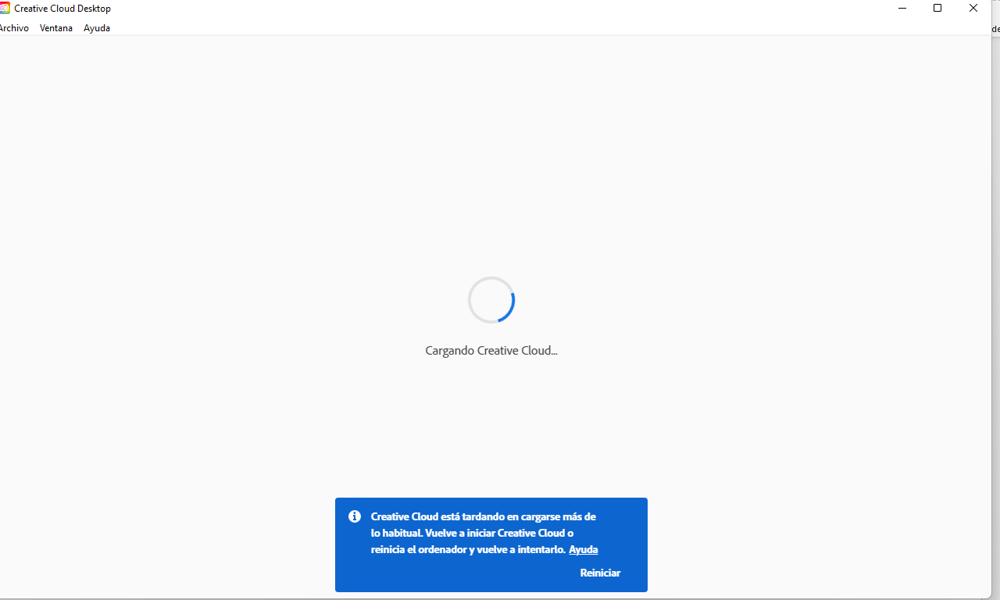 Creative Cloud Desktop
Archivo Ventana Ayuda
de
Cargando Creative Cloud...
Creative Cloud está tardando en cargarse más de
lo habitual. Vuelve a iniciar Creative Cloud o
reinicia el ordenador y vuelve a intentarlo. Ayuda
Reiniciar